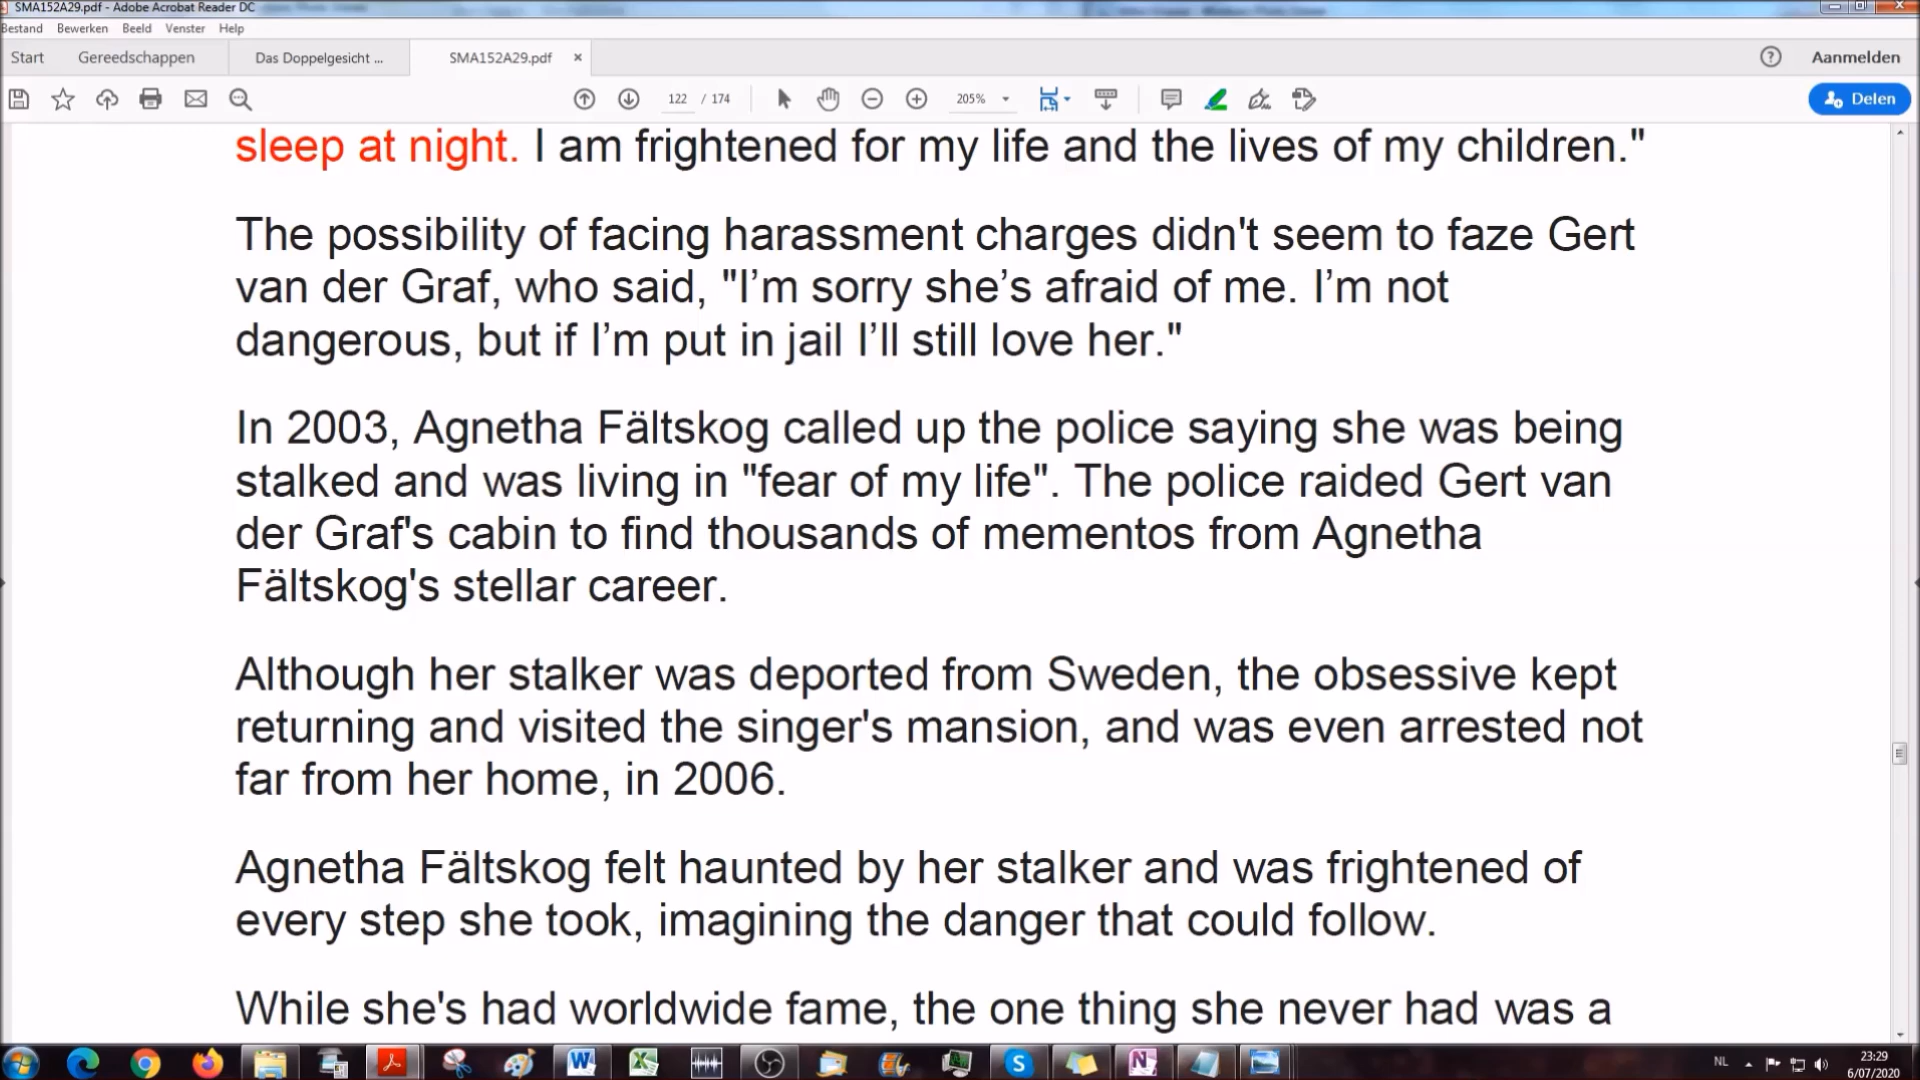 SMA152A29.pdf - Adobe Acrobat Reader DC
Bestand Bewerken Beeld Venster Help
Start Gereedschappen Das Doppelgesicht ... SMA152A29.pdf × Aanmelden
122 / 174 205% Delen
sleep at night. I am frightened for my life and the lives of my children."
The possibility of facing harassment charges didn't seem to faze Gert
van der Graf, who said, "I’m sorry she’s afraid of me. I’m not
dangerous, but if I’m put in jail I’ll still love her."
In 2003, Agnetha Fältskog called up the police saying she was being
stalked and was living in "fear of my life". The police raided Gert van
der Graf's cabin to find thousands of mementos from Agnetha
Fältskog's stellar career.
Although her stalker was deported from Sweden, the obsessive kept
returning and visited the singer's mansion, and was even arrested not
far from her home, in 2006.
Agnetha Fältskog felt haunted by her stalker and was frightened of
every step she took, imagining the danger that could follow.
While she's had worldwide fame, the one thing she never had was a
NL 23:29
6/07/2020